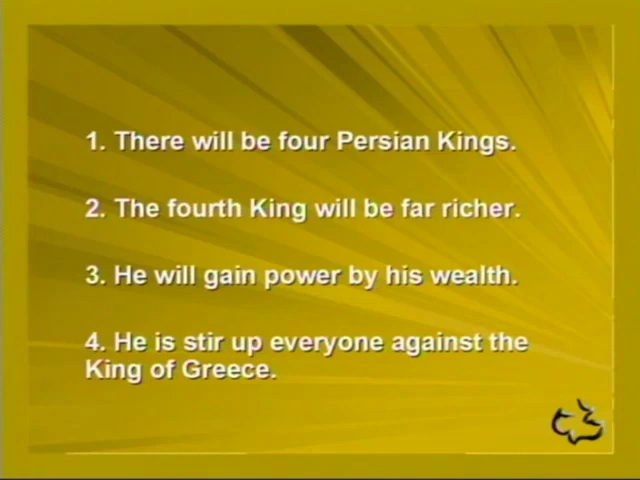 1. There will be four Persian Kings.
2. The fourth King will be far richer.
3. He will gain power by his wealth.
4. He is stir up everyone against the
King of Greece.